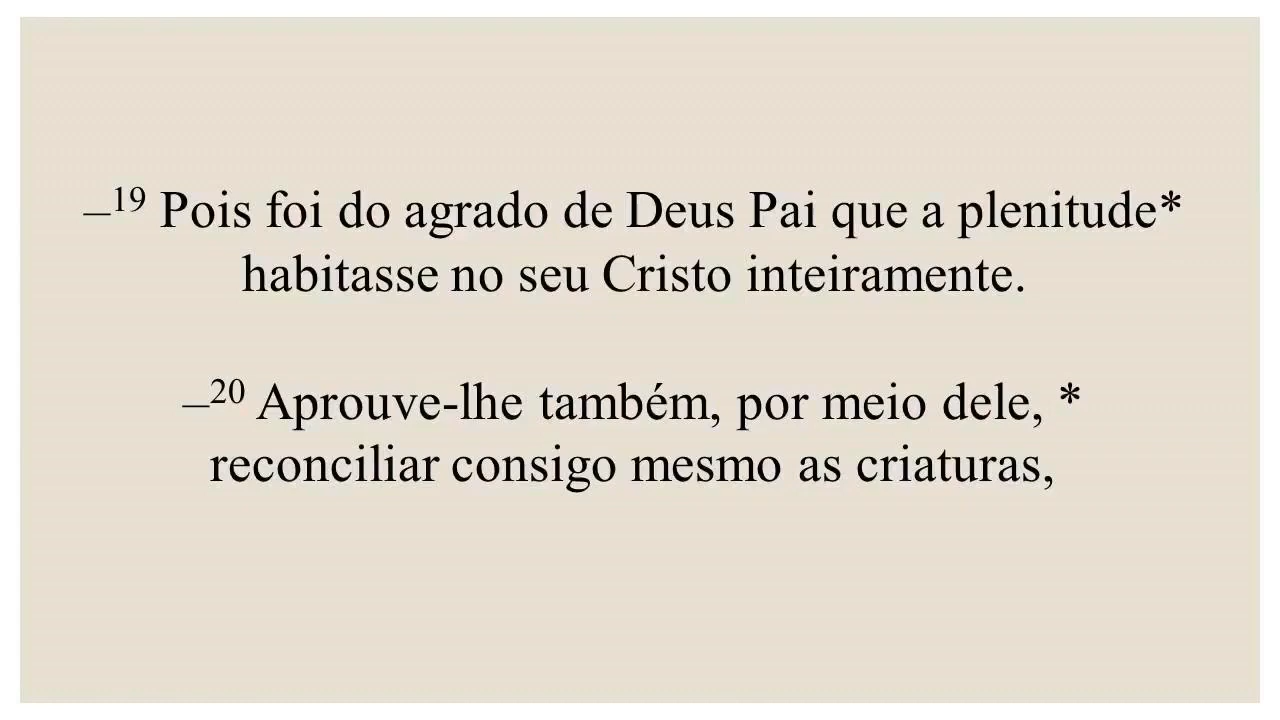 –19 Pois foi do agrado de Deus Pai que a plenitude*
habitasse no seu Cristo inteiramente.
–20 Aprouve-lhe também, por meio dele, *
reconciliar consigo mesmo as criaturas,